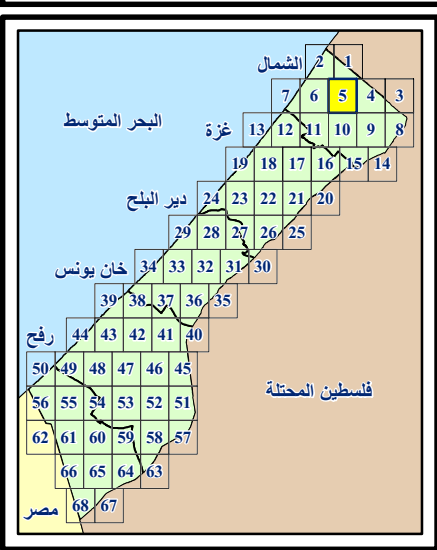 الشمال 2 1
7 6 5 4 3
البحر المتوسط
غزة 13 12 11 10 9 8
19 18 17 16 15 14
دير البلح 24 23 22 21 20
29 28 27 26 25
خان يونس 34 33 32 31 30
39 38 37 36 35
رفح 44 43 42 41 40
50 49 48 47 46 45
فلسطين المحتلة
56 55 54 53 52 51
62 61 60 59 58 57
66 65 64 63
مصر 68 67